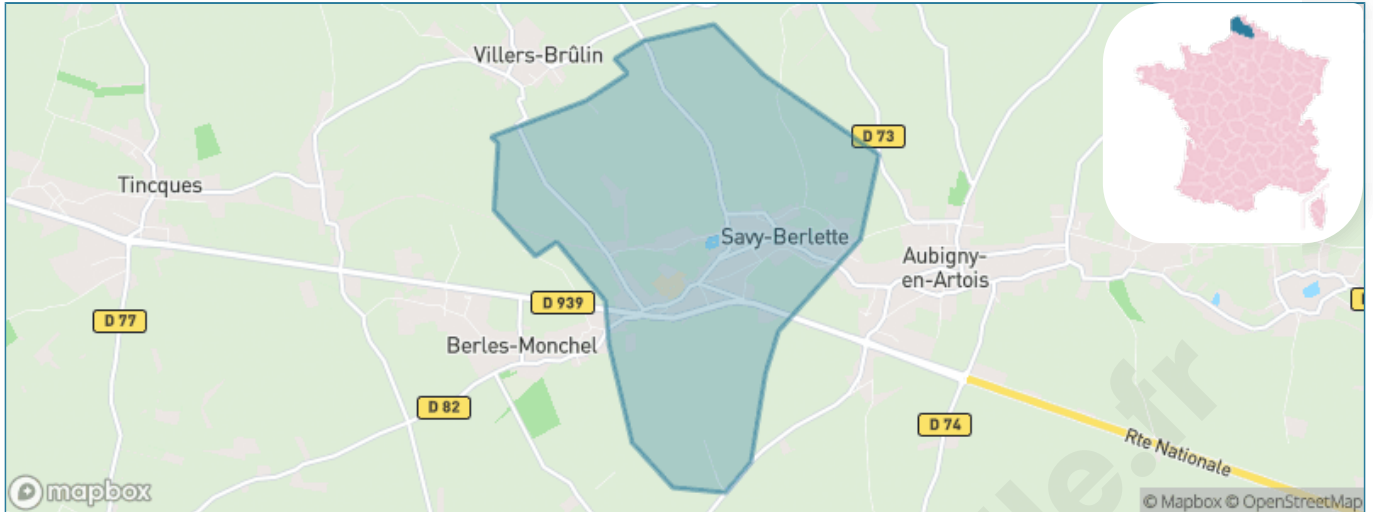 Villers-Brûlin
D 73
Tincques
Savy-Berlette
Aubigny-
en-Artois
D 939
D 77
Berles-Monchel
D 82
D 74
Rte Nationale
mapbox
© Mapbox © OpenStreetMap